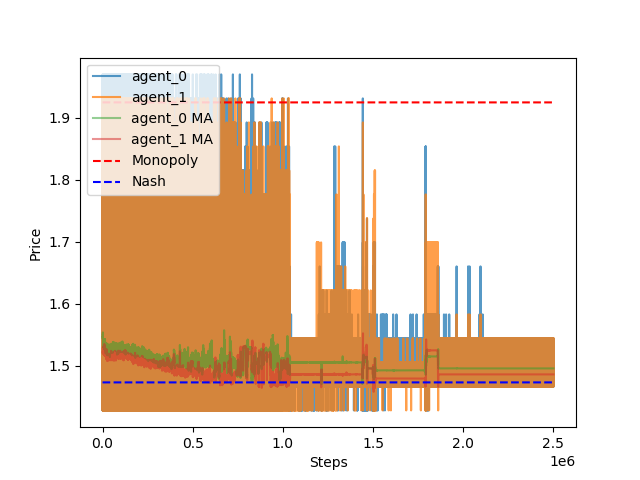 agent_0
agent_1
agent_0 MA
agent_1 MA
Monopoly
Nash
Price
1.9
1.8
1.7
1.6
1.5
0.0
0.5
1.0
1.5
2.0
2.5
1e6
Steps